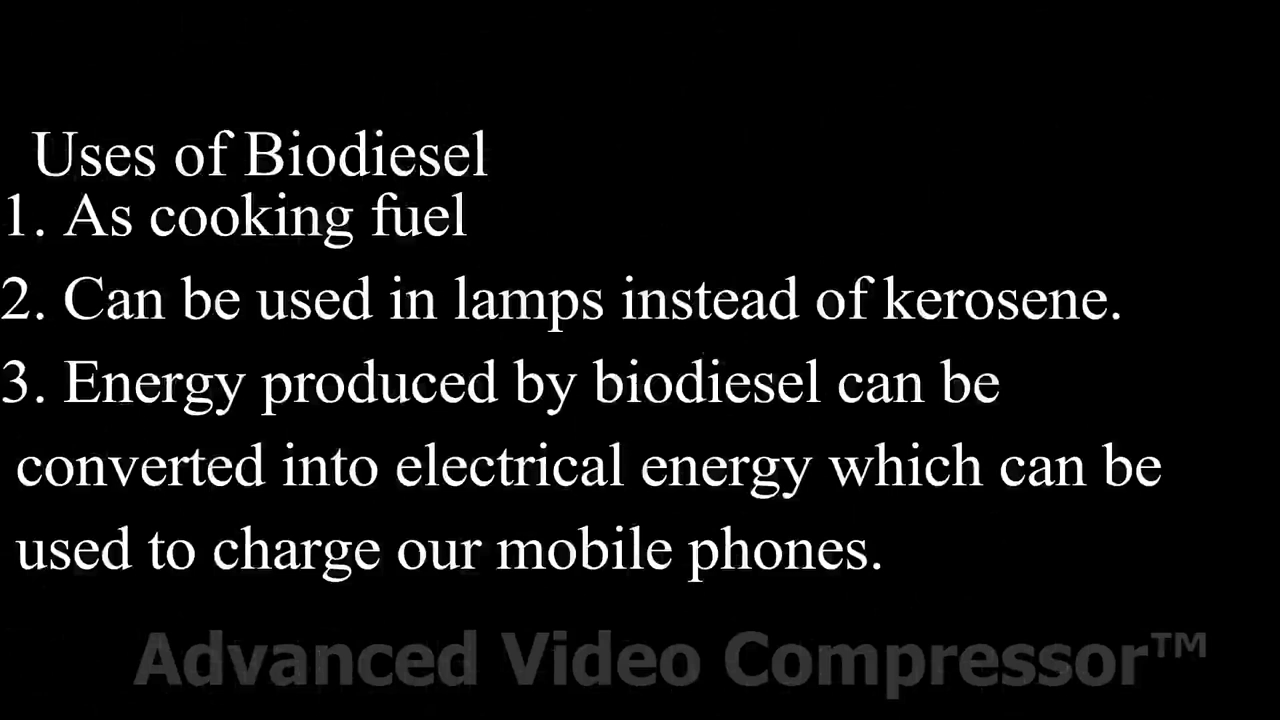 Uses of Biodiesel
1. As cooking fuel
2. Can be used in lamps instead of kerosene.
3. Energy produced by biodiesel can be
converted into electrical energy which can be
used to charge our mobile phones.
Advanced Video Compressor™